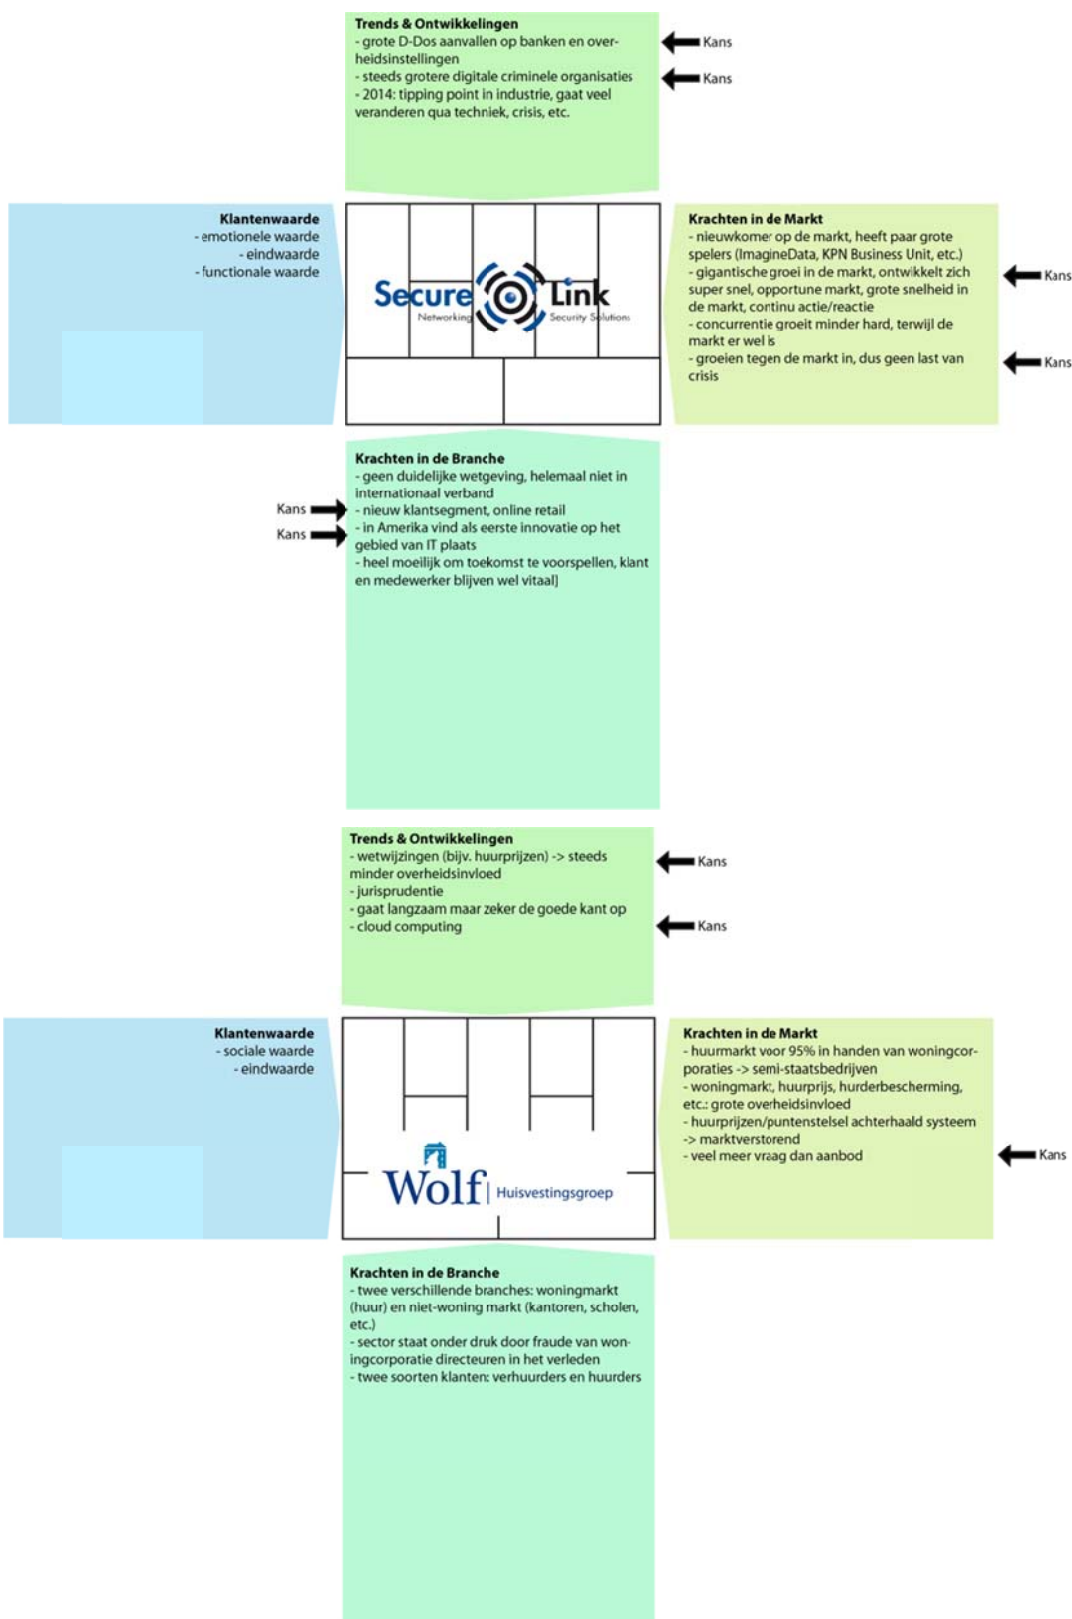 Trends & Ontwikkelingen
- grote D-Dos aanvallen op banken en over-
heidsinstellingen
- steeds grotere digitale criminele organisaties
- 2014: tipping point in industrie, gaat veel
veranderen qua techniek, crisis, etc.
Kans
Kans
Klantenwaarde
- emotionele waarde
- eindwaarde
- functionale waarde
Secure Link
Networking Security Solutions
Krachten in de Markt
- nieuwkomer op de markt, heeft paar grote
spelers (ImagineData, KPN Business Unit, etc.)
- gigantische groei in de markt, ontwikkelt zich
super snel, opportune markt, grote snelheid in
de markt, continu actie/reactie
- concurrentie groeit minder hard, terwijl de
markt er wel is
- groeien tegen de markt in, dus geen last van
crisis
Kans
Kans
Krachten in de Branche
- geen duidelijke wetgeving, helemaal niet in
internationaal verband
- nieuw klantsegment, online retail
- in Amerika vind als eerste innovatie op het
gebied van IT plaats
- heel moeilijk om toekomst te voorspellen, klant
en medewerker blijven wel vitaal]
Kans
Kans
Trends & Ontwikkelingen
- wetwijzingen (bijv. huurprijzen) -> steeds
minder overheidsinvloed
- jurisprudentie
- gaat langzaam maar zeker de goede kant op
- cloud computing
Kans
Kans
Klantenwaarde
- sociale waarde
- eindwaarde
Wolf Huisvestingsgroep
Krachten in de Markt
- huurmarkt voor 95% in handen van woningcor-
poraties -> semi-staatsbedrijven
- woningmarkt, huurprijs, hurderbescherming,
etc.: grote overheidsinvloed
- huurprijzen/puntenstelsel achterhaald systeem
-> marktverstorend
- veel meer vraag dan aanbod
Kans
Krachten in de Branche
- twee verschillende branches: woningmarkt
(huur) en niet-woning markt (kantoren, scholen,
etc.)
- sector staat onder druk door fraude van won-
ingcorporatie directeuren in het verleden
- twee soorten klanten: verhuurders en huurders